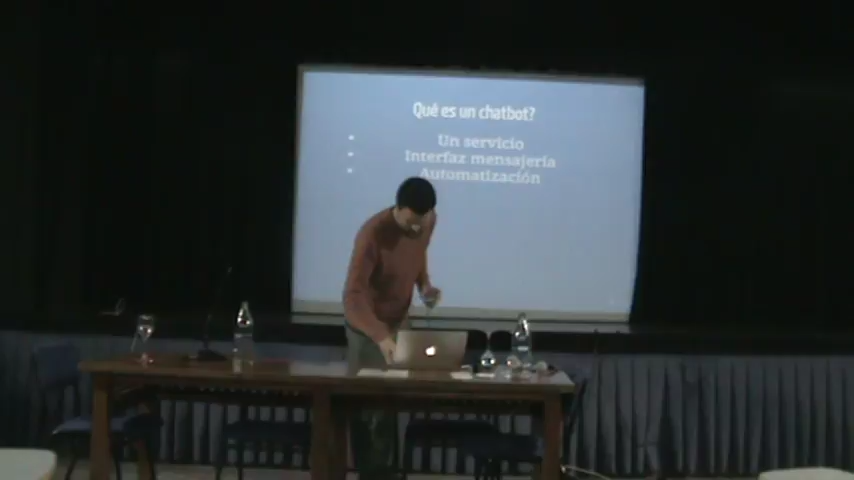 Qué es un chatbot?
Un servicio
Interfaz mensajería
Automatización